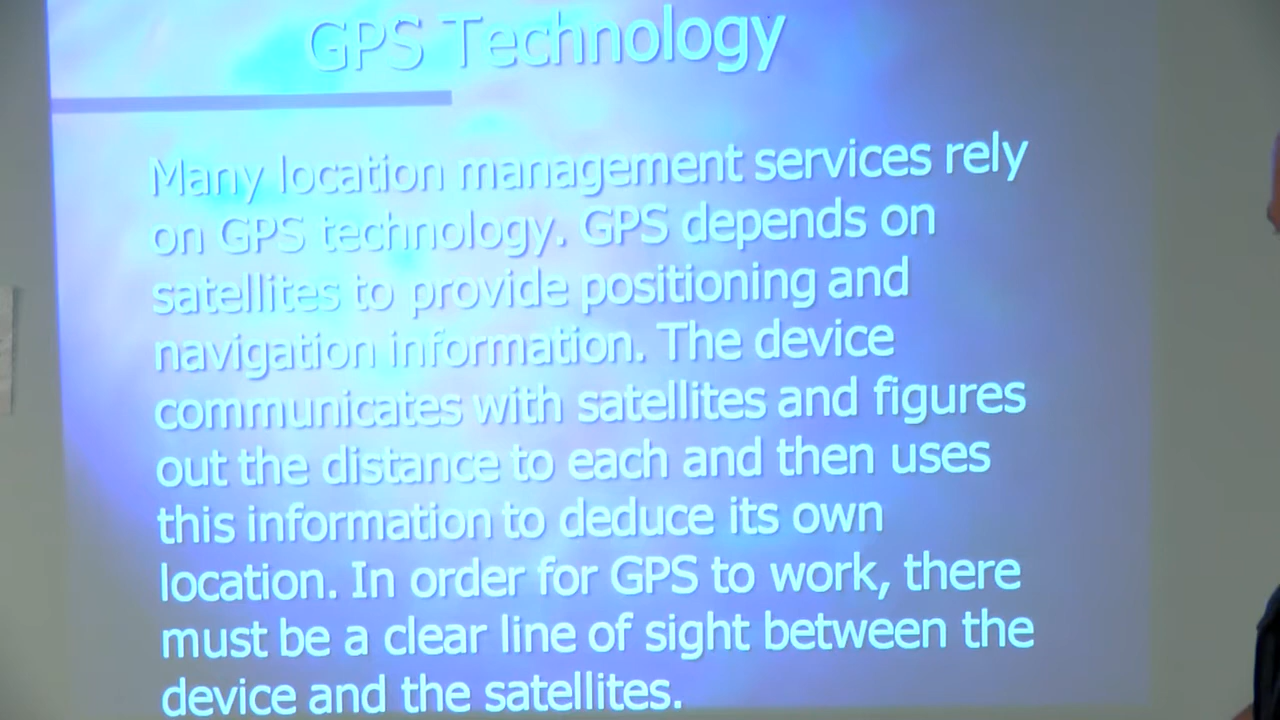 GPS Technology
Many location management services rely
on GPS technology. GPS depends on
satellites to provide positioning and
navigation information. The device
communicates with satellites and figures
out the distance to each and then uses
this information to deduce its own
location. In order for GPS to work, there
must be a clear line of sight between the
device and the satellites.